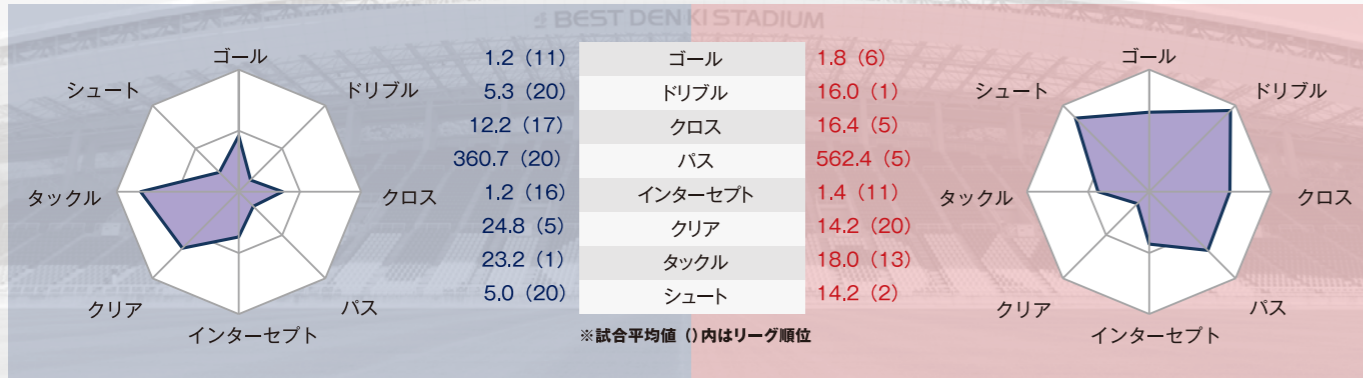 BEST DENKI STADIUM
ゴール
ドリブル
クロス
パス
インターセプト
クリア
タックル
シュート
1.2（11） ゴール 1.8（6）
5.3（20） ドリブル 16.0（1）
12.2（17） クロス 16.4（5）
360.7（20） パス 562.4（5）
1.2（16） インターセプト 1.4（11）
24.8（5） クリア 14.2（20）
23.2（1） タックル 18.0（13）
5.0（20） シュート 14.2（2）
※試合平均値（）内はリーグ順位
ゴール
ドリブル
クロス
パス
インターセプト
クリア
タックル
シュート